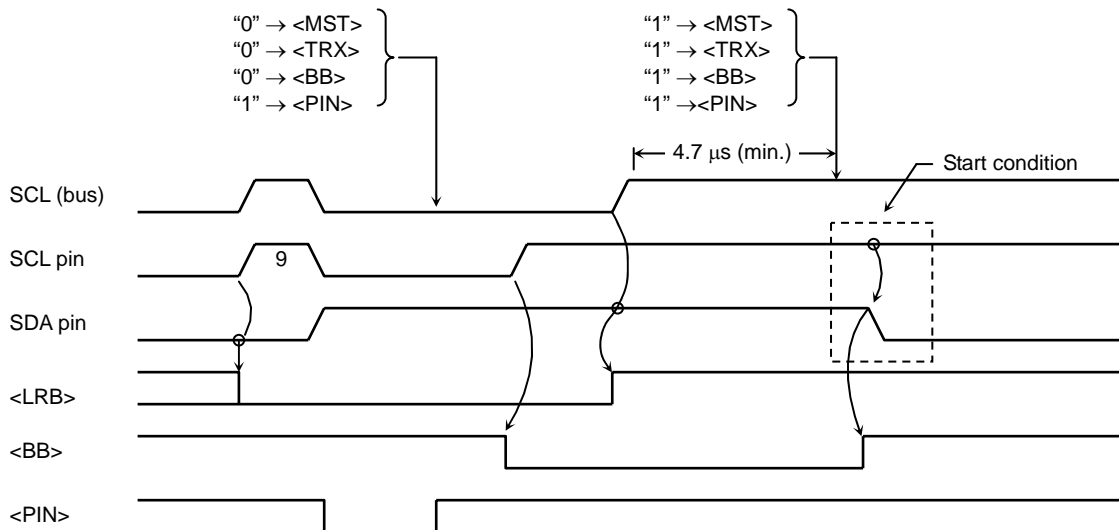 “0” → <MST>
“0” → <TRX>
“0” → <BB>
“1” → <PIN>
“1” → <MST>
“1” → <TRX>
“1” → <BB>
“1” →<PIN>
4.7 μs (min.)
Start condition
SCL (bus)
SCL pin
9
SDA pin
<LRB>
<BB>
<PIN>